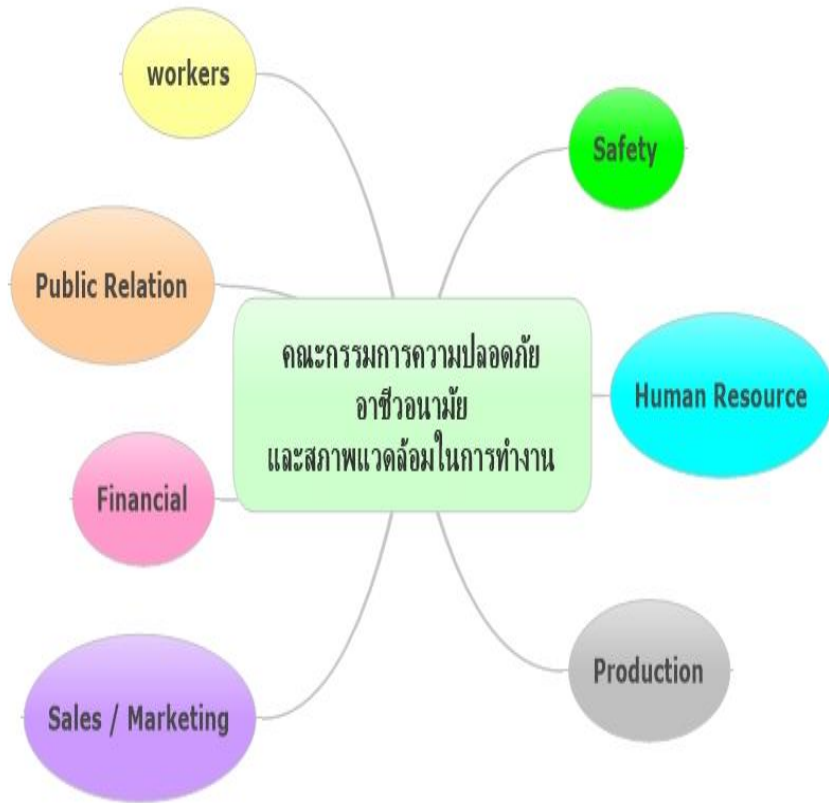 workers
Safety
Public Relation
คณะกรรมการความปลอดภัย
อาชีวอนามัย
และสภาพแวดล้อมในการทำงาน
Human Resource
Financial
Production
Sales / Marketing